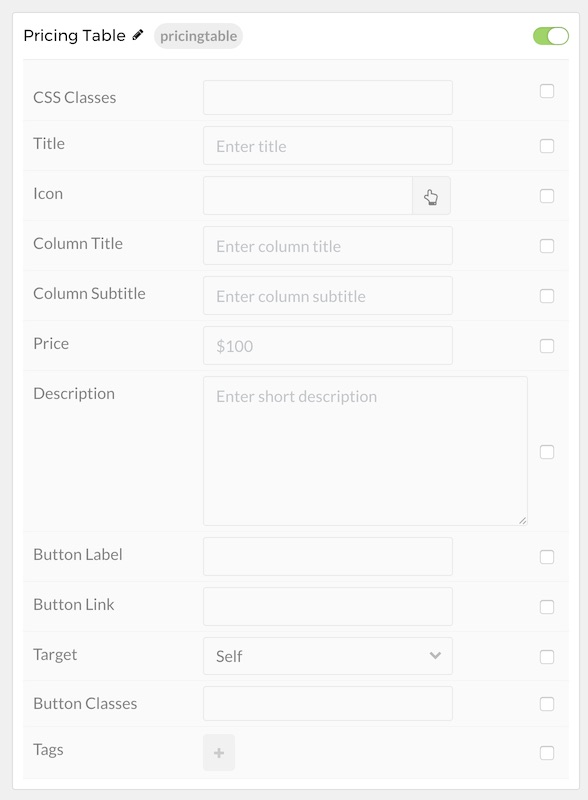 Pricing Table pricingtable
CSS Classes
Title Enter title
Icon
Column Title Enter column title
Column Subtitle Enter column subtitle
Price $100
Description Enter short description
Button Label
Button Link
Target Self
Button Classes
Tags +